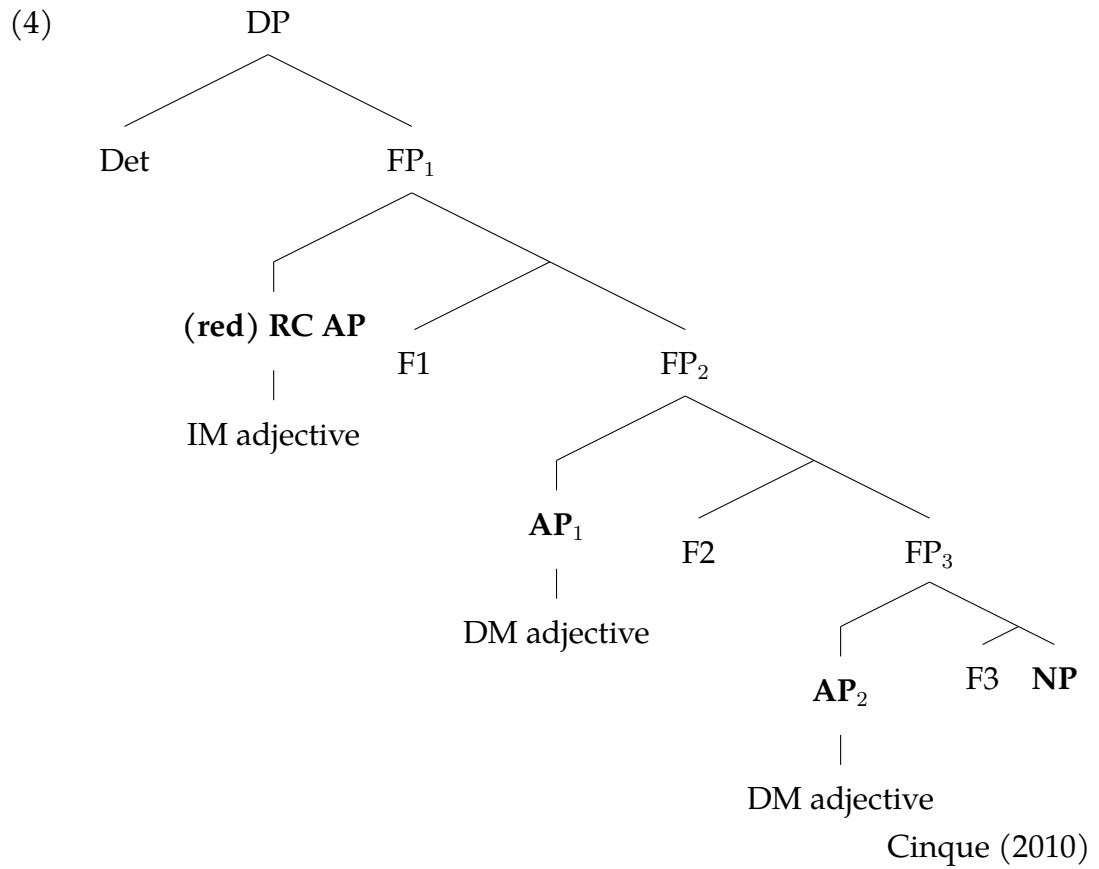 (4) DP
Det FP₁
(red) RC AP F1 FP₂
IM adjective
AP₁ F2 FP₃
DM adjective
AP₂ F3 NP
DM adjective
Cinque (2010)